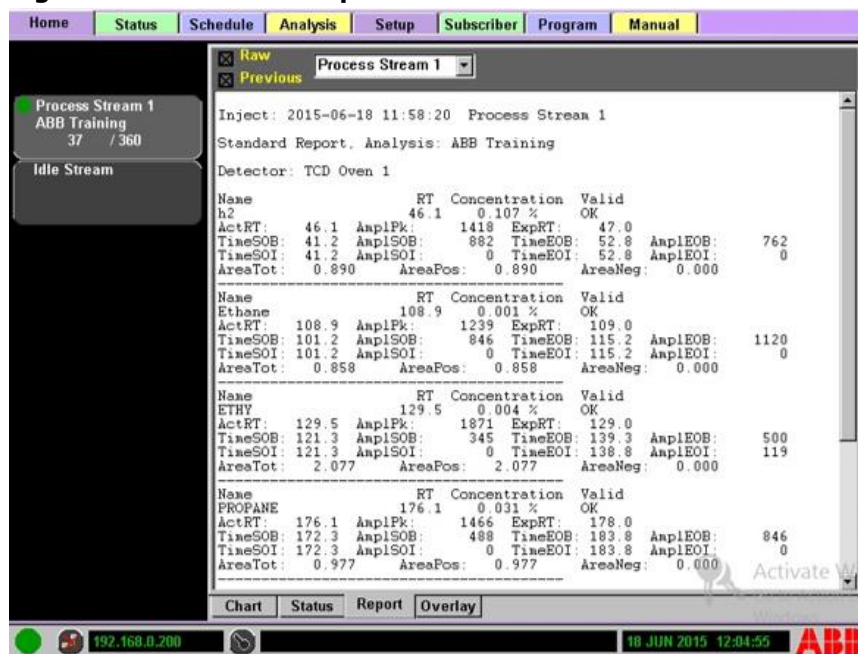 Home Status Schedule Analysis Setup Subscriber Program Manual
Raw
Previous
Process Stream 1
Process Stream 1
ABB Training
37 / 360
Idle Stream
Inject: 2015-06-18 11:58:20 Process Stream 1
Standard Report, Analysis: ABB Training
Detector: TCD Oven 1
Name RT Concentration Valid
h2 46.1 0.107 % OK
ActRT: 46.1 AmplPk: 1418 ExpRT: 47.0
TimeSOB: 41.2 AmplSOB: 882 TimeEOB: 52.8 AmplEOB: 762
TimeSOI: 41.2 AmplSOI: 0 TimeEOI: 52.8 AmplEOI: 0
AreaTot: 0.890 AreaPos: 0.890 AreaNeg: 0.000
Name RT Concentration Valid
Ethane 108.9 0.001 % OK
ActRT: 108.9 AmplPk: 1239 ExpRT: 109.0
TimeSOB: 101.2 AmplSOB: 846 TimeEOB: 115.2 AmplEOB: 1120
TimeSOI: 101.2 AmplSOI: 0 TimeEOI: 115.2 AmplEOI: 0
AreaTot: 0.858 AreaPos: 0.858 AreaNeg: 0.000
Name RT Concentration Valid
ETHY 129.5 0.004 % OK
ActRT: 129.5 AmplPk: 1871 ExpRT: 129.0
TimeSOB: 121.3 AmplSOB: 345 TimeEOB: 139.3 AmplEOB: 500
TimeSOI: 121.3 AmplSOI: 0 TimeEOI: 138.8 AmplEOI: 119
AreaTot: 2.077 AreaPos: 2.077 AreaNeg: 0.000
Name RT Concentration Valid
PROPANE 176.1 0.031 % OK
ActRT: 176.1 AmplPk: 1466 ExpRT: 178.0
TimeSOB: 172.3 AmplSOB: 488 TimeEOB: 183.8 AmplEOB: 846
TimeSOI: 172.3 AmplSOI: 0 TimeEOI: 183.8 AmplEOI: 0
AreaTot: 0.977 AreaPos: 0.977 AreaNeg: 0.000
Activate W
Windows
Chart Status Report Overlay
192.168.0.200 18 JUN 2015 12:04:55 ABB